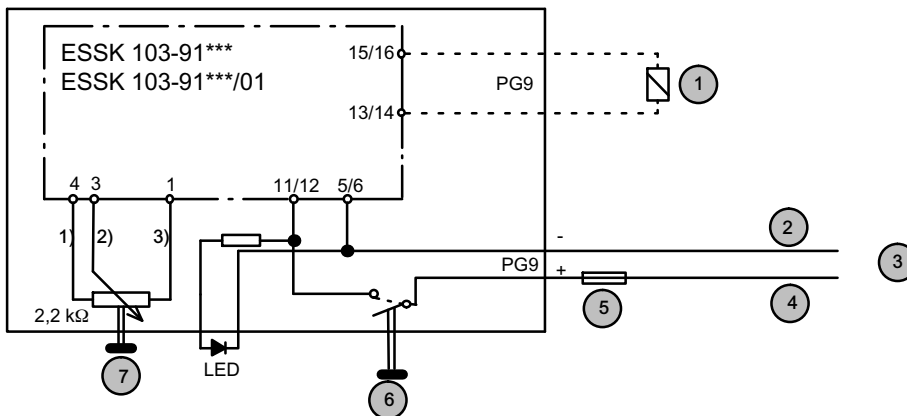 ESSK 103-91***
ESSK 103-91***/01
15/16
PG9
1
13/14
4 3 1 11/12 5/6
1) 2) 3)
-
2
3
PG9
+
5
4
2,2 kΩ
LED
7
6